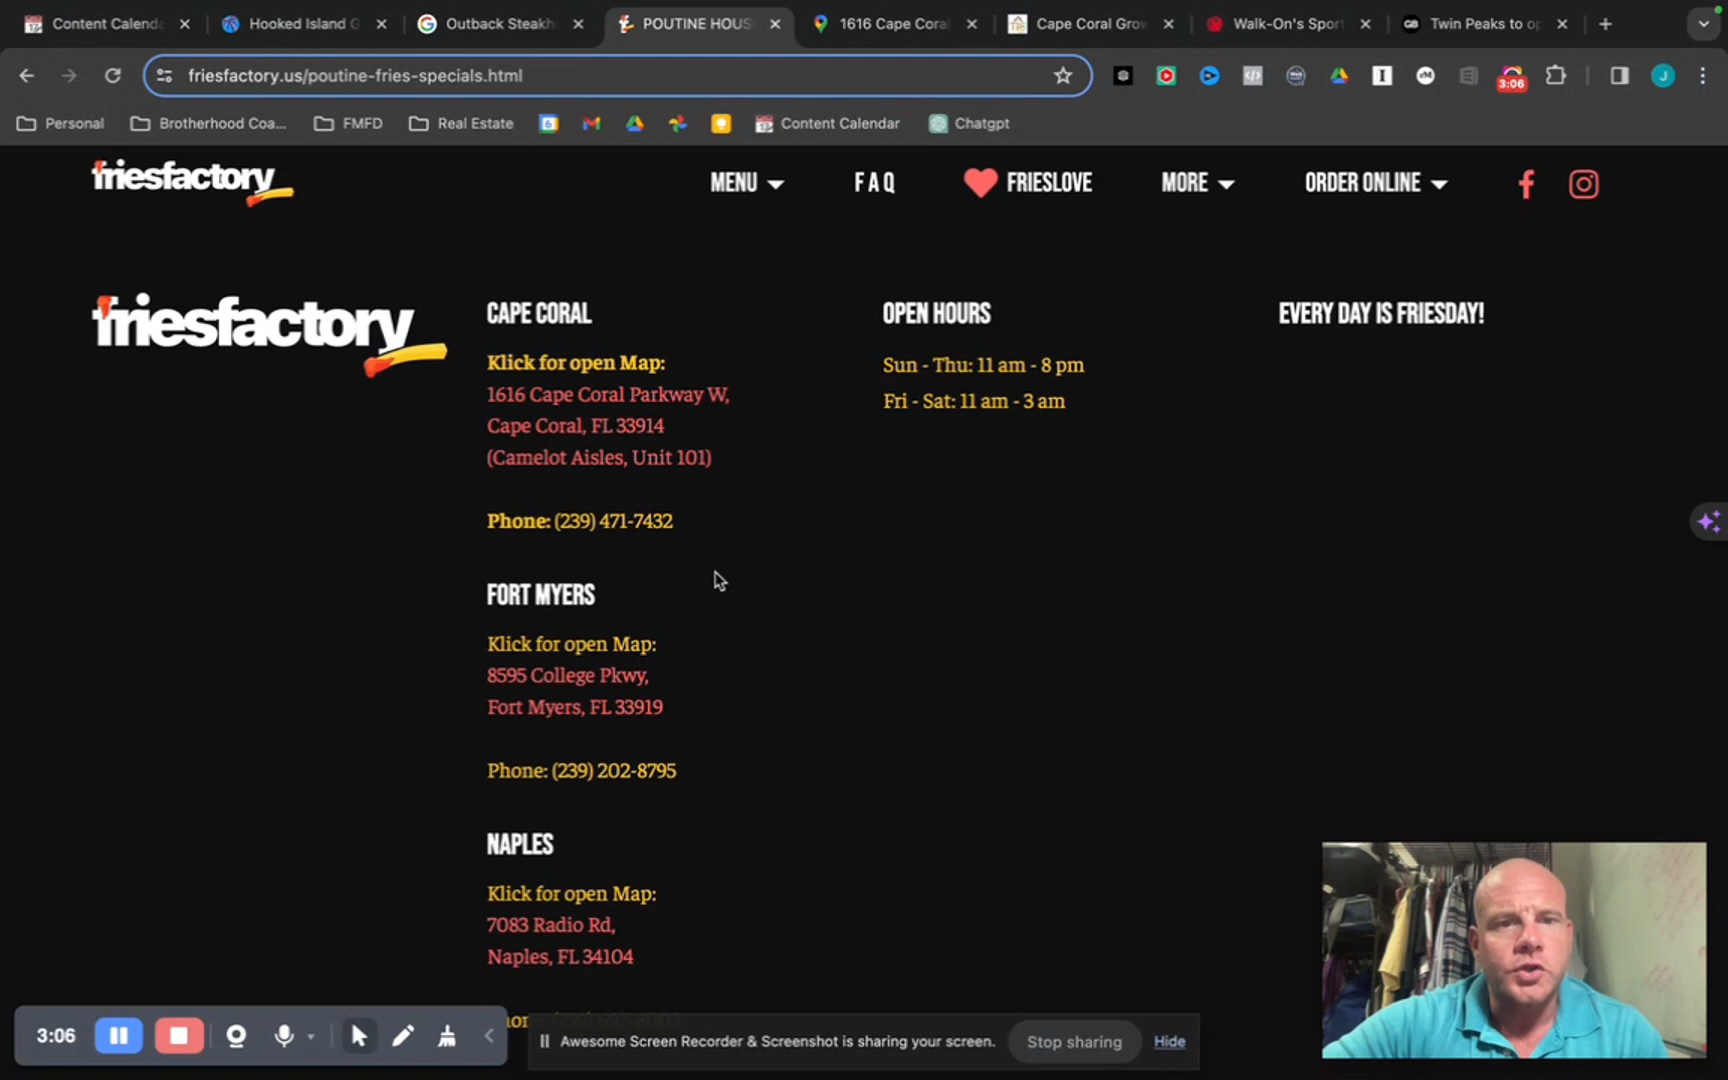 Content Calenda
Hooked Island G
Outback Steakh
POUTINE HOUS
1616 Cape Coral
Cape Coral Grow
Walk-On's Sport
Twin Peaks to op
friesfactory.us/poutine-fries-specials.html
3:06
J
Personal
Brotherhood Coa...
FMFD
Real Estate
6
Content Calendar
Chatgpt
friesfactory
MENU
FAQ
FRIESLOVE
MORE
ORDER ONLINE
friesfactory
CAPE CORAL
Klick for open Map:
1616 Cape Coral Parkway W,
Cape Coral, FL 33914
(Camelot Aisles, Unit 101)
Phone: (239) 471-7432
FORT MYERS
Klick for open Map:
8595 College Pkwy,
Fort Myers, FL 33919
Phone: (239) 202-8795
NAPLES
Klick for open Map:
7083 Radio Rd,
Naples, FL 34104
OPEN HOURS
Sun - Thu: 11 am - 8 pm
Fri - Sat: 11 am - 3 am
EVERY DAY IS FRIESDAY!
3:06
Awesome Screen Recorder & Screenshot is sharing your screen.
Stop sharing
Hide